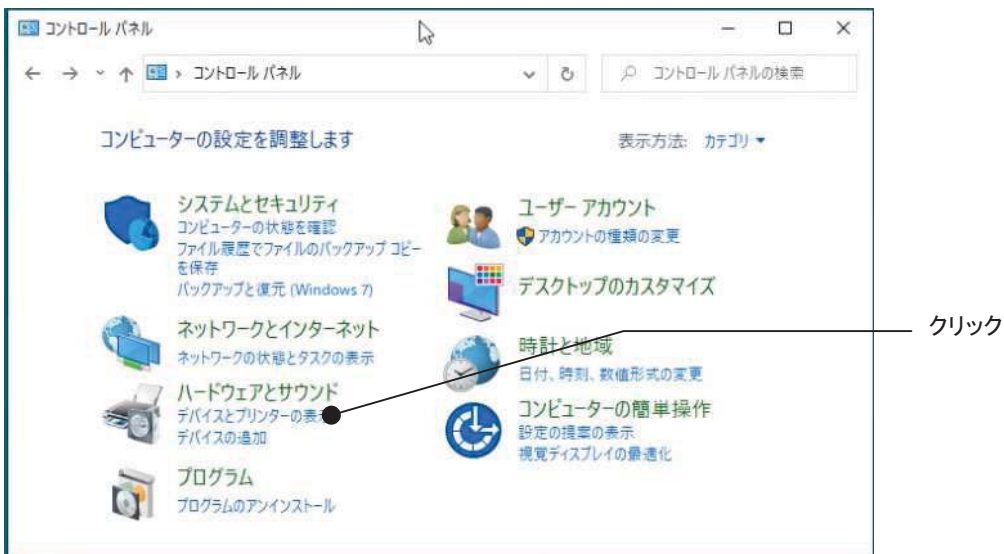 コントロール パネル
コントロール パネル
コントロール パネルの検索
コンピューターの設定を調整します
表示方法: カテゴリ
システムとセキュリティ
コンピューターの状態を確認
ファイル履歴でファイルのバックアップ コピー
を保存
バックアップと復元 (Windows 7)
ネットワークとインターネット
ネットワークの状態とタスクの表示
ハードウェアとサウンド
デバイスとプリンターの表示
デバイスの追加
プログラム
プログラムのアンインストール
ユーザー アカウント
アカウントの種類の変更
デスクトップのカスタマイズ
時計と地域
日付、時刻、数値形式の変更
コンピューターの簡単操作
設定の提案の表示
視覚ディスプレイの最適化
クリック